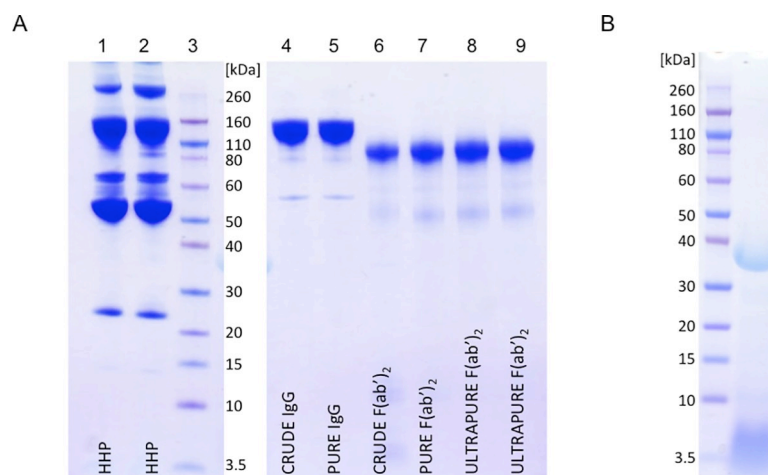 A
B
1 2 3 4 5 6 7 8 9
[kDa]
260
160
110
80
60
50
40
30
20
15
10
3.5
HHP
HHP
CRUDE IgG
PURE IgG
CRUDE F(ab')₂
PURE F(ab')₂
ULTRAPURE F(ab')₂
ULTRAPURE F(ab')₂
[kDa]
260
160
110
80
60
50
40
30
20
15
10
3.5